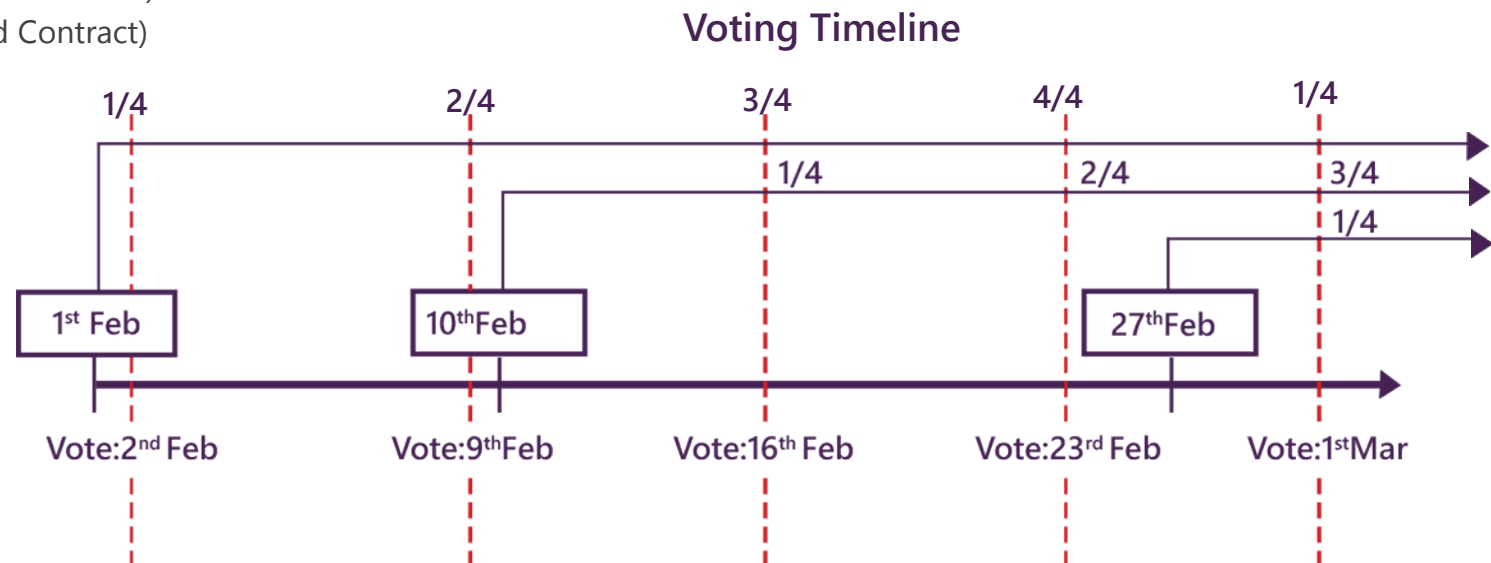 d Contract)
Voting Timeline
1/4 2/4 3/4 4/4 1/4
1/4 2/4 3/4
1/4
1st Feb 10thFeb 27thFeb
Vote:2nd Feb Vote:9thFeb Vote:16th Feb Vote:23rd Feb Vote:1stMar